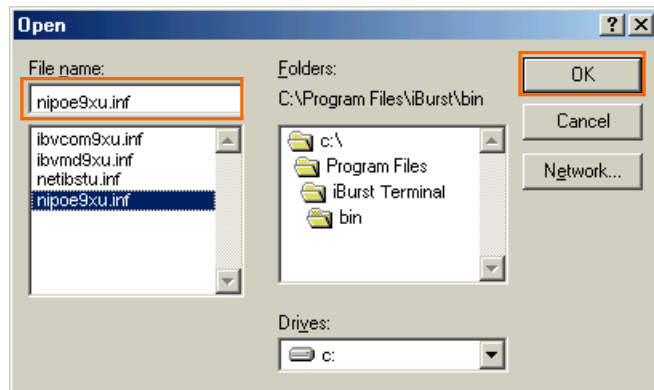 Open
File name:
nipoe9xu.inf
ibvcom9xu.inf
ibvmd9xu.inf
netibstu.inf
nipoe9xu.inf
Folders:
C:\Program Files\iBurst\bin
c:\
Program Files
iBurst Terminal
bin
Drives:
c:
OK
Cancel
Network...